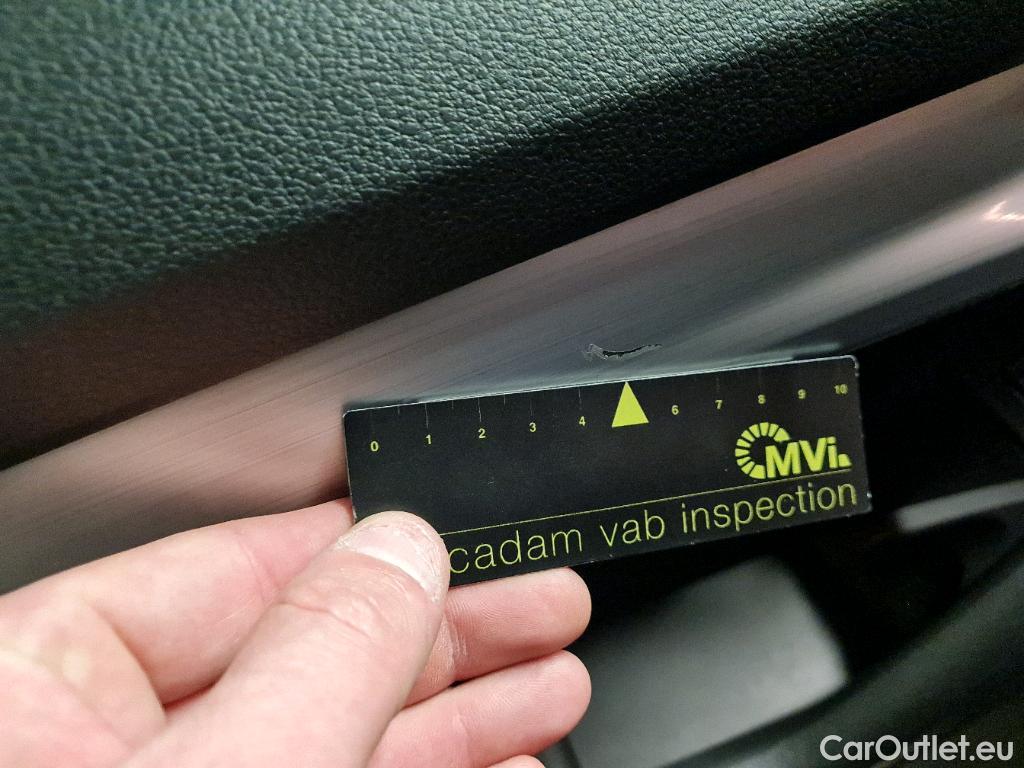 0 1 2 3 4 6 7 8 9 10
MVi
cadam vab inspection
CarOutlet.eu